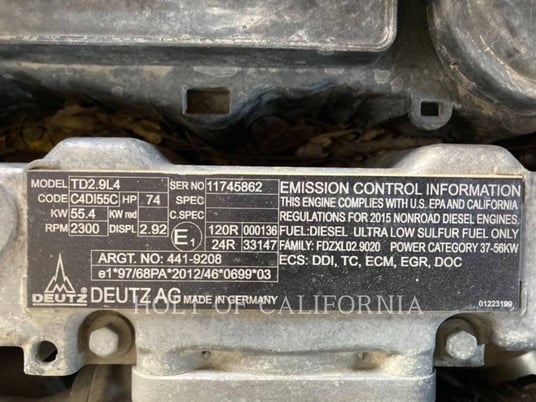 MODEL TD2.9L4 SER NO 11745862
CODE C4DI55C HP 74 SPEC
KW 55.4 KW red C.SPEC
RPM 2300 DISPL 2.92 E1 120R 000136
24R 33147
ARGT. NO: 441-9208
e1*97/68PA*2012/46*0699*03
DEUTZ DEUTZ AG MADE IN GERMANY
EMISSION CONTROL INFORMATION
THIS ENGINE COMPLIES WITH U.S. EPA AND CALIFORNIA
REGULATIONS FOR 2015 NONROAD DIESEL ENGINES.
FUEL:DIESEL ULTRA LOW SULFUR FUEL ONLY
FAMILY: FDZXL02.9020 POWER CATEGORY 37-56KW
ECS: DDI, TC, ECM, EGR, DOC
01223199
HOLT OF CALIFORNIA